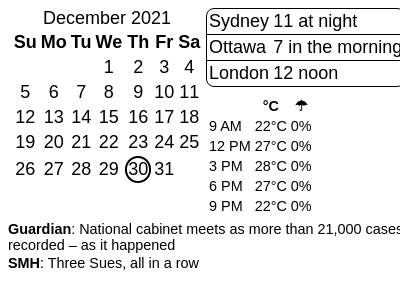 December 2021
Su Mo Tu We Th Fr Sa
1 2 3 4
5 6 7 8 9 10 11
12 13 14 15 16 17 18
19 20 21 22 23 24 25
26 27 28 29 30 31
Sydney 11 at night
Ottawa 7 in the morning
London 12 noon
°C ☂
9 AM 22°C 0%
12 PM 27°C 0%
3 PM 28°C 0%
6 PM 27°C 0%
9 PM 22°C 0%
Guardian: National cabinet meets as more than 21,000 cases
recorded – as it happened
SMH: Three Sues, all in a row